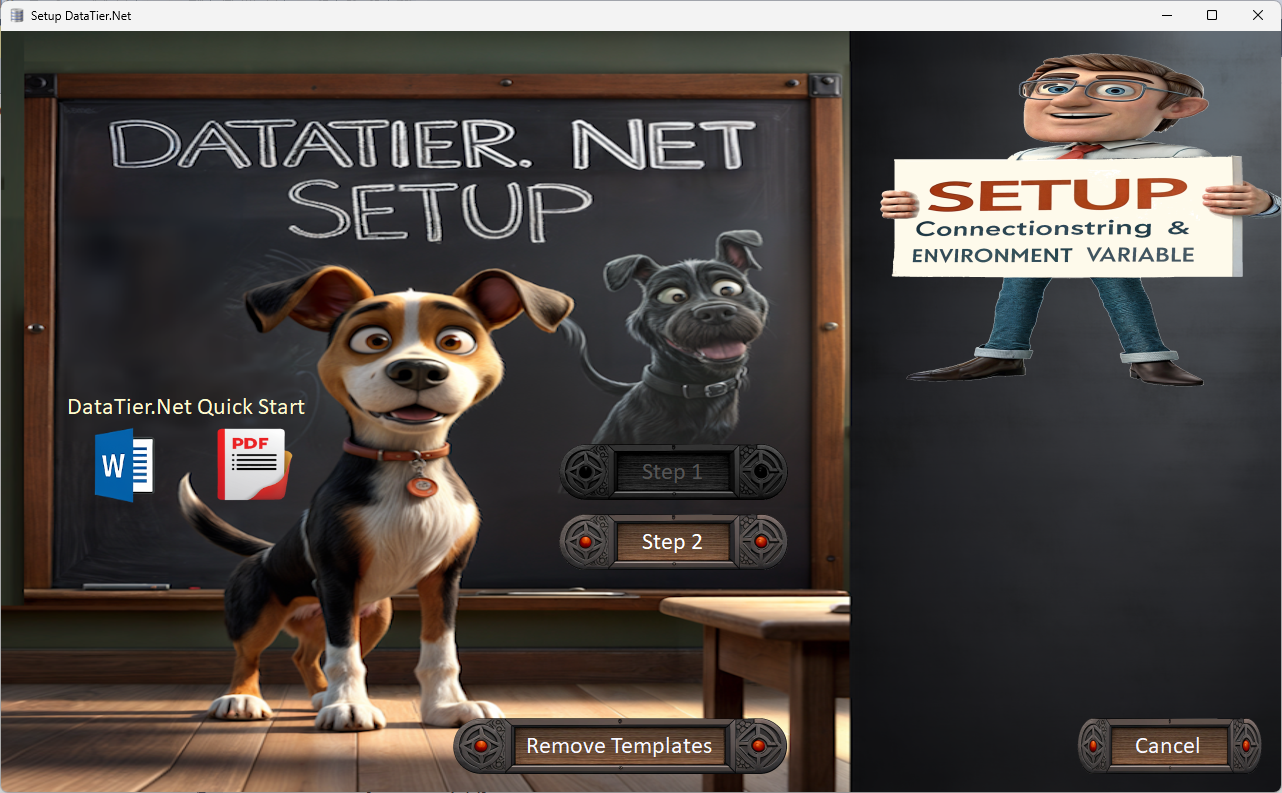 Setup DataTier.Net
DATATIER. NET
SETUP
SETUP
Connectionstring &
ENVIRONMENT VARIABLE
DataTier.Net Quick Start
W
PDF
Step 1
Step 2
Remove Templates
Cancel